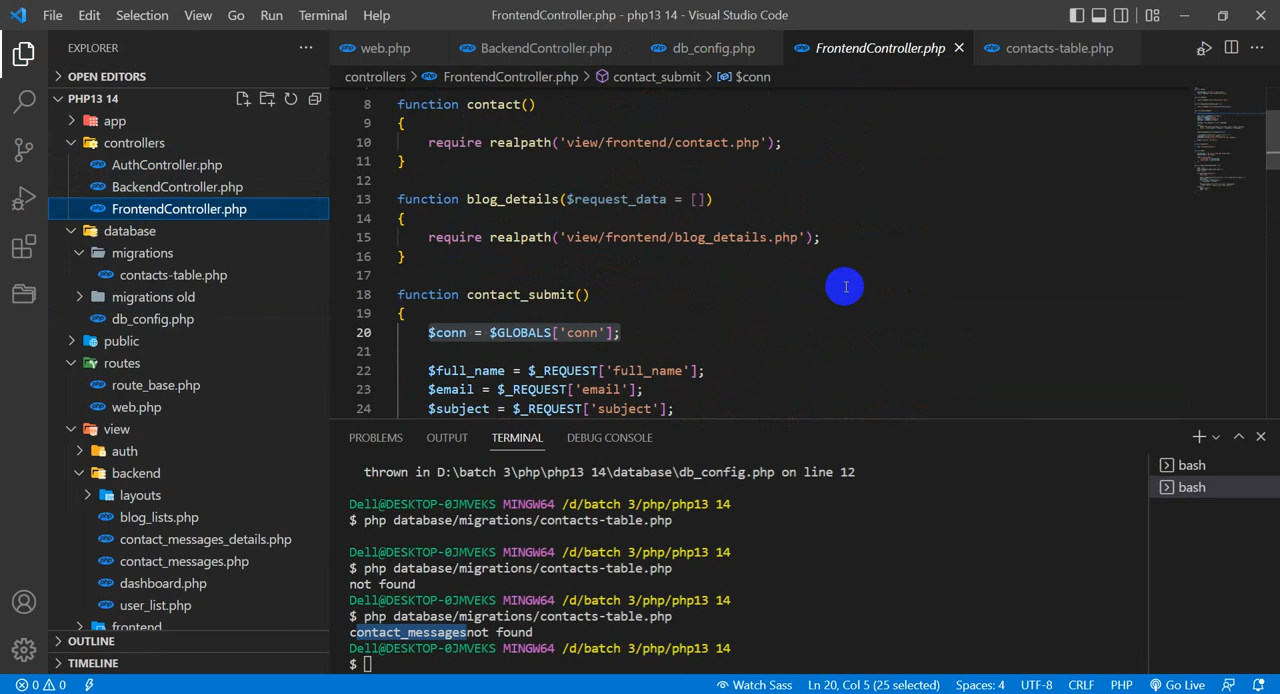 File Edit Selection View Go Run Terminal Help FrontendController.php - php13 14 - Visual Studio Code
EXPLORER
OPEN EDITORS
PHP13 14
app
controllers
AuthController.php
BackendController.php
FrontendController.php
database
migrations
contacts-table.php
migrations old
db_config.php
public
routes
route_base.php
web.php
view
auth
backend
layouts
blog_lists.php
contact_messages_details.php
contact_messages.php
dashboard.php
user_list.php
frontend
OUTLINE
TIMELINE
web.php BackendController.php db_config.php FrontendController.php contacts-table.php
controllers > FrontendController.php > contact_submit > $conn
8 function contact()
9 {
10 require realpath('view/frontend/contact.php');
11 }
12
13 function blog_details($request_data = [])
14 {
15 require realpath('view/frontend/blog_details.php');
16 }
17
18 function contact_submit()
19 {
20 $conn = $GLOBALS['conn'];
21
22 $full_name = $_REQUEST['full_name'];
23 $email = $_REQUEST['email'];
24 $subject = $_REQUEST['subject'];
PROBLEMS OUTPUT TERMINAL DEBUG CONSOLE
thrown in D:\batch 3\php\php13 14\database\db_config.php on line 12
Dell@DESKTOP-0JMVEKS MINGW64 /d/batch 3/php/php13 14
$ php database/migrations/contacts-table.php
Dell@DESKTOP-0JMVEKS MINGW64 /d/batch 3/php/php13 14
$ php database/migrations/contacts-table.php
not found
Dell@DESKTOP-0JMVEKS MINGW64 /d/batch 3/php/php13 14
$ php database/migrations/contacts-table.php
contact_messagesnot found
Dell@DESKTOP-0JMVEKS MINGW64 /d/batch 3/php/php13 14
$
bash
bash
0 0 Watch Sass Ln 20, Col 5 (25 selected) Spaces: 4 UTF-8 CRLF PHP Go Live